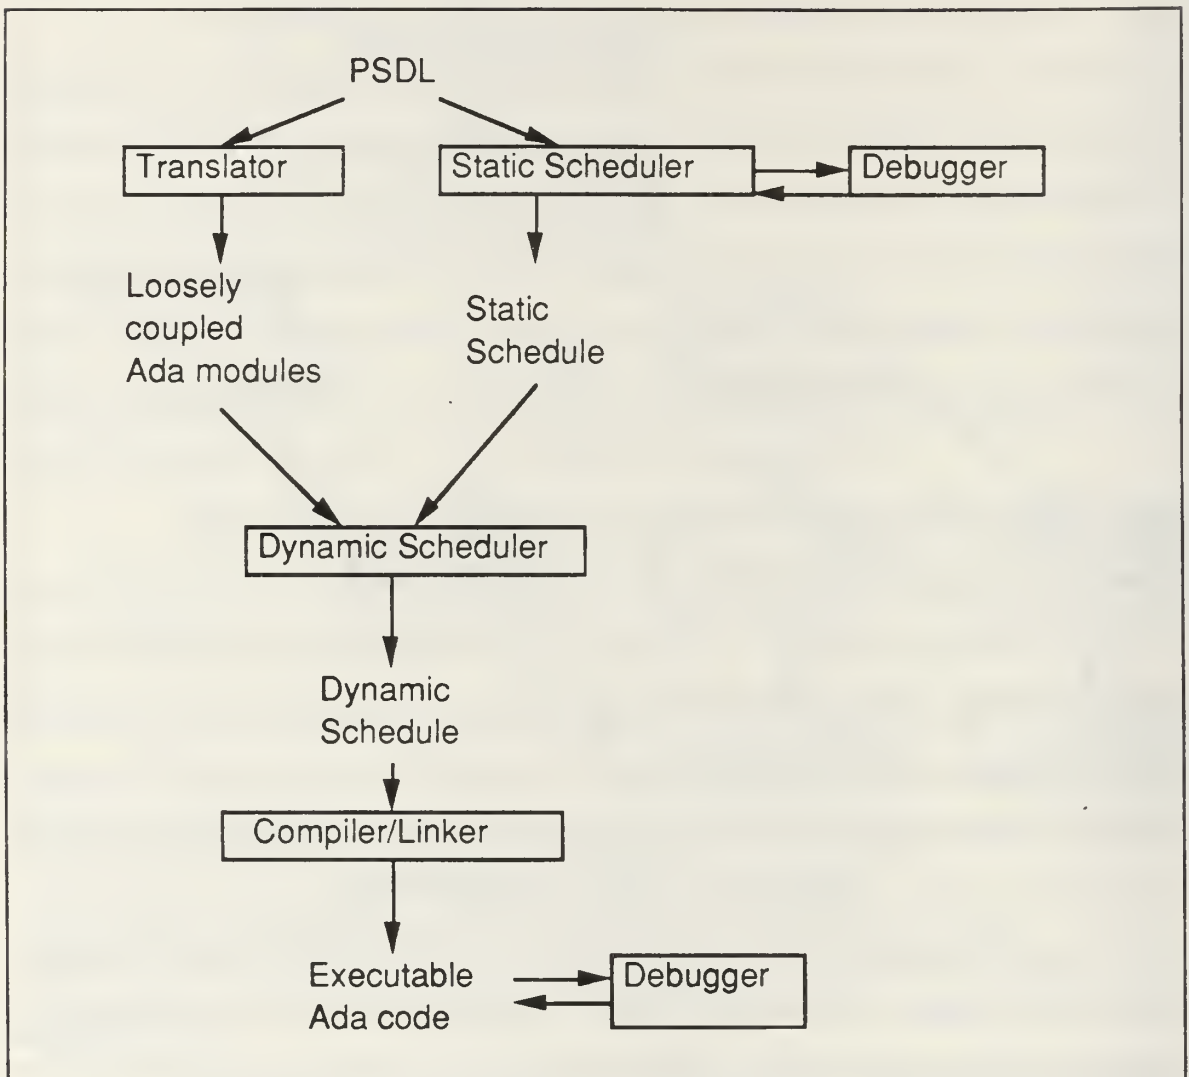 PSDL
Translator
Static Scheduler
Debugger
Loosely
coupled
Ada modules
Static
Schedule
Dynamic Scheduler
Dynamic
Schedule
Compiler/Linker
Executable
Ada code
Debugger